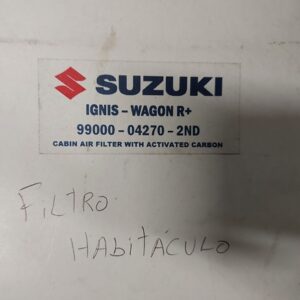 SUZUKI
IGNIS – WAGON R+
99000 - 04270 - 2ND
CABIN AIR FILTER WITH ACTIVATED CARBON
FILTRO
HABITÁCULO